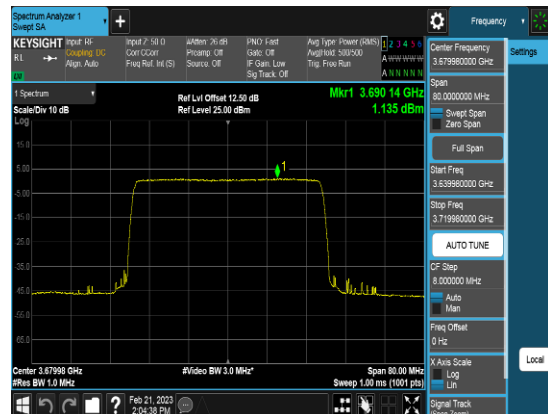 Spectrum Analyzer 1
Swept SA
+
Frequency
KEYSIGHT
Input: RF
Coupling: DC
Align: Auto
Input Z: 50 Ω
Corr CCorr
Freq Ref: Int (S)
#Atten: 26 dB
Preamp: Off
Source: Off
PNO: Fast
Gate: Off
IF Gain: Low
Sig Track: Off
Avg Type: Power (RMS)
Avg|Hold: 500/500
Trig: Free Run
1 2 3 4 5 6
A W W W W W
A N N N N N
1 Spectrum
Scale/Div 10 dB
Log
Ref Lvl Offset 12.50 dB
Ref Level 25.00 dBm
Mkr1 3.690 14 GHz
1.135 dBm
15.0
5.00
-5.00
-15.0
-25.0
-35.0
-45.0
-55.0
-65.0
1
Center 3.67998 GHz
#Res BW 1.0 MHz
#Video BW 3.0 MHz*
Span 80.00 MHz
Sweep 1.00 ms (1001 pts)
Feb 21, 2023
2:04:38 PM
Center Frequency
3.679980000 GHz
Span
80.0000000 MHz
Swept Span
Zero Span
Full Span
Start Freq
3.639980000 GHz
Stop Freq
3.719980000 GHz
AUTO TUNE
CF Step
8.000000 MHz
Auto
Man
Freq Offset
0 Hz
X Axis Scale
Log
Lin
Signal Track
(Span Zoom)
Settings
Local